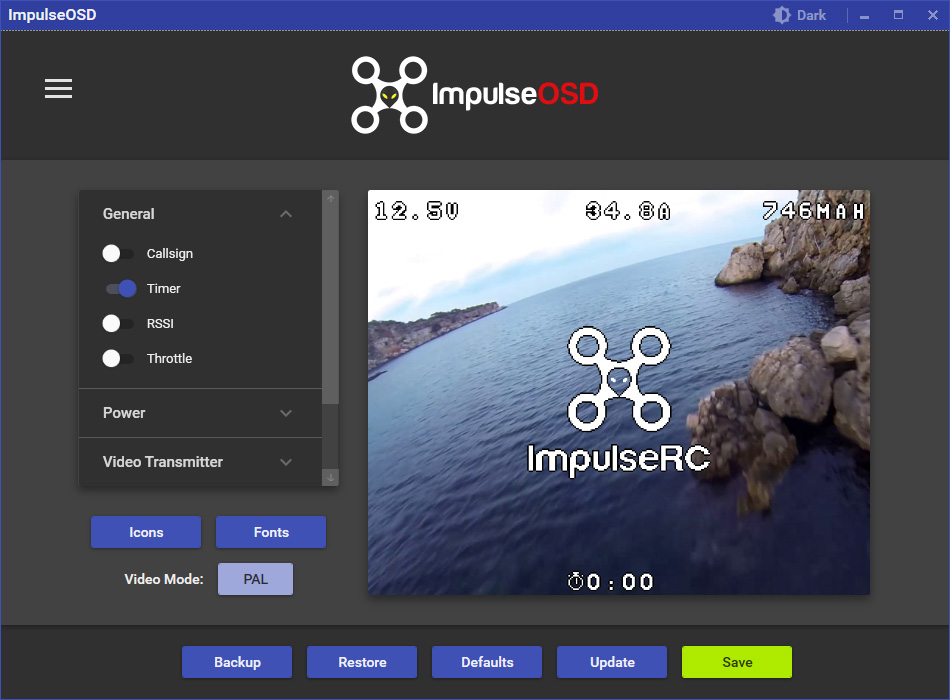 ImpulseOSD
Dark
ImpulseOSD
General
Callsign
Timer
RSSI
Throttle
Power
Video Transmitter
Icons
Fonts
Video Mode:
PAL
12.5V
34.8A
746MAH
ImpulseRC
0:00
Backup
Restore
Defaults
Update
Save